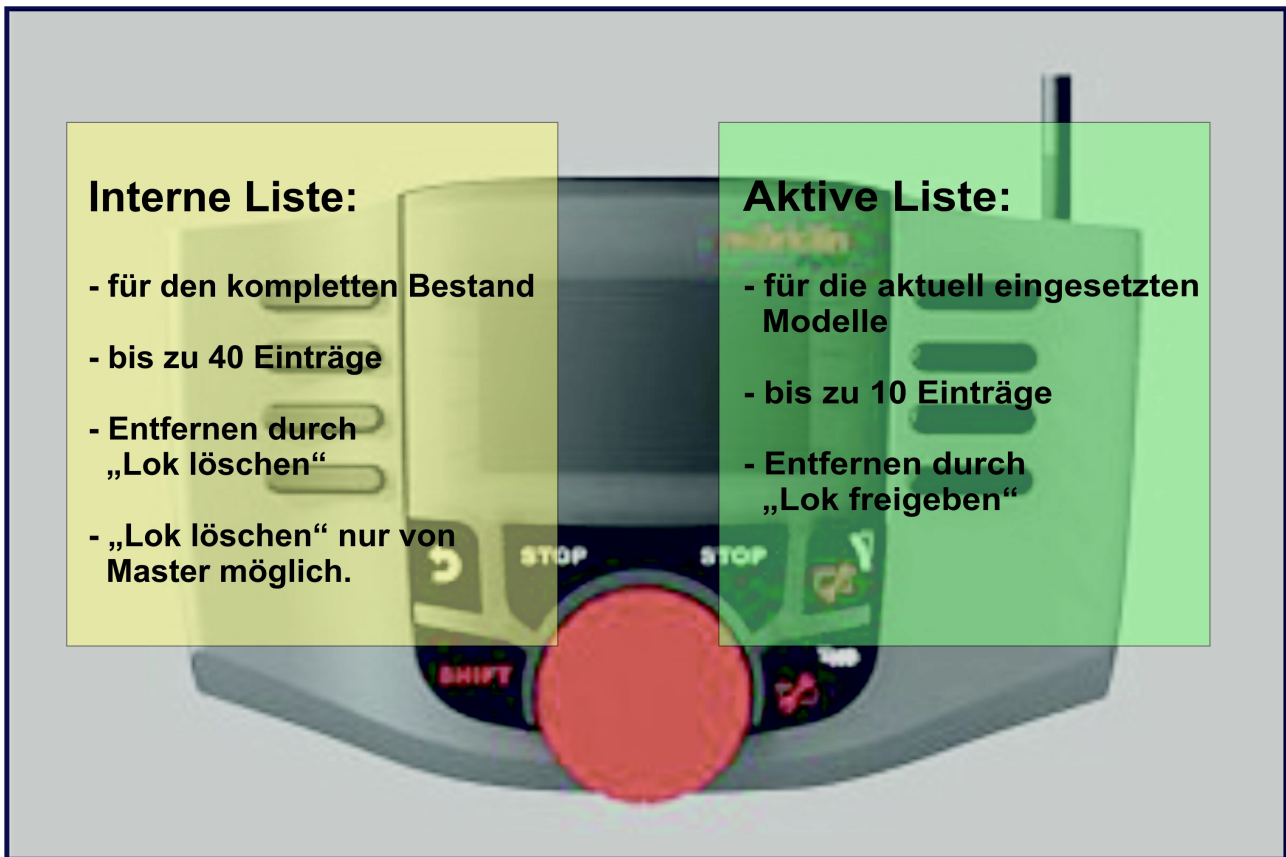 Interne Liste:
- für den kompletten Bestand
- bis zu 40 Einträge
- Entfernen durch
„Lok löschen“
- „Lok löschen“ nur von
Master möglich.
Aktive Liste:
- für die aktuell eingesetzten
Modelle
- bis zu 10 Einträge
- Entfernen durch
„Lok freigeben“
märklin
STOP
STOP
SHIFT